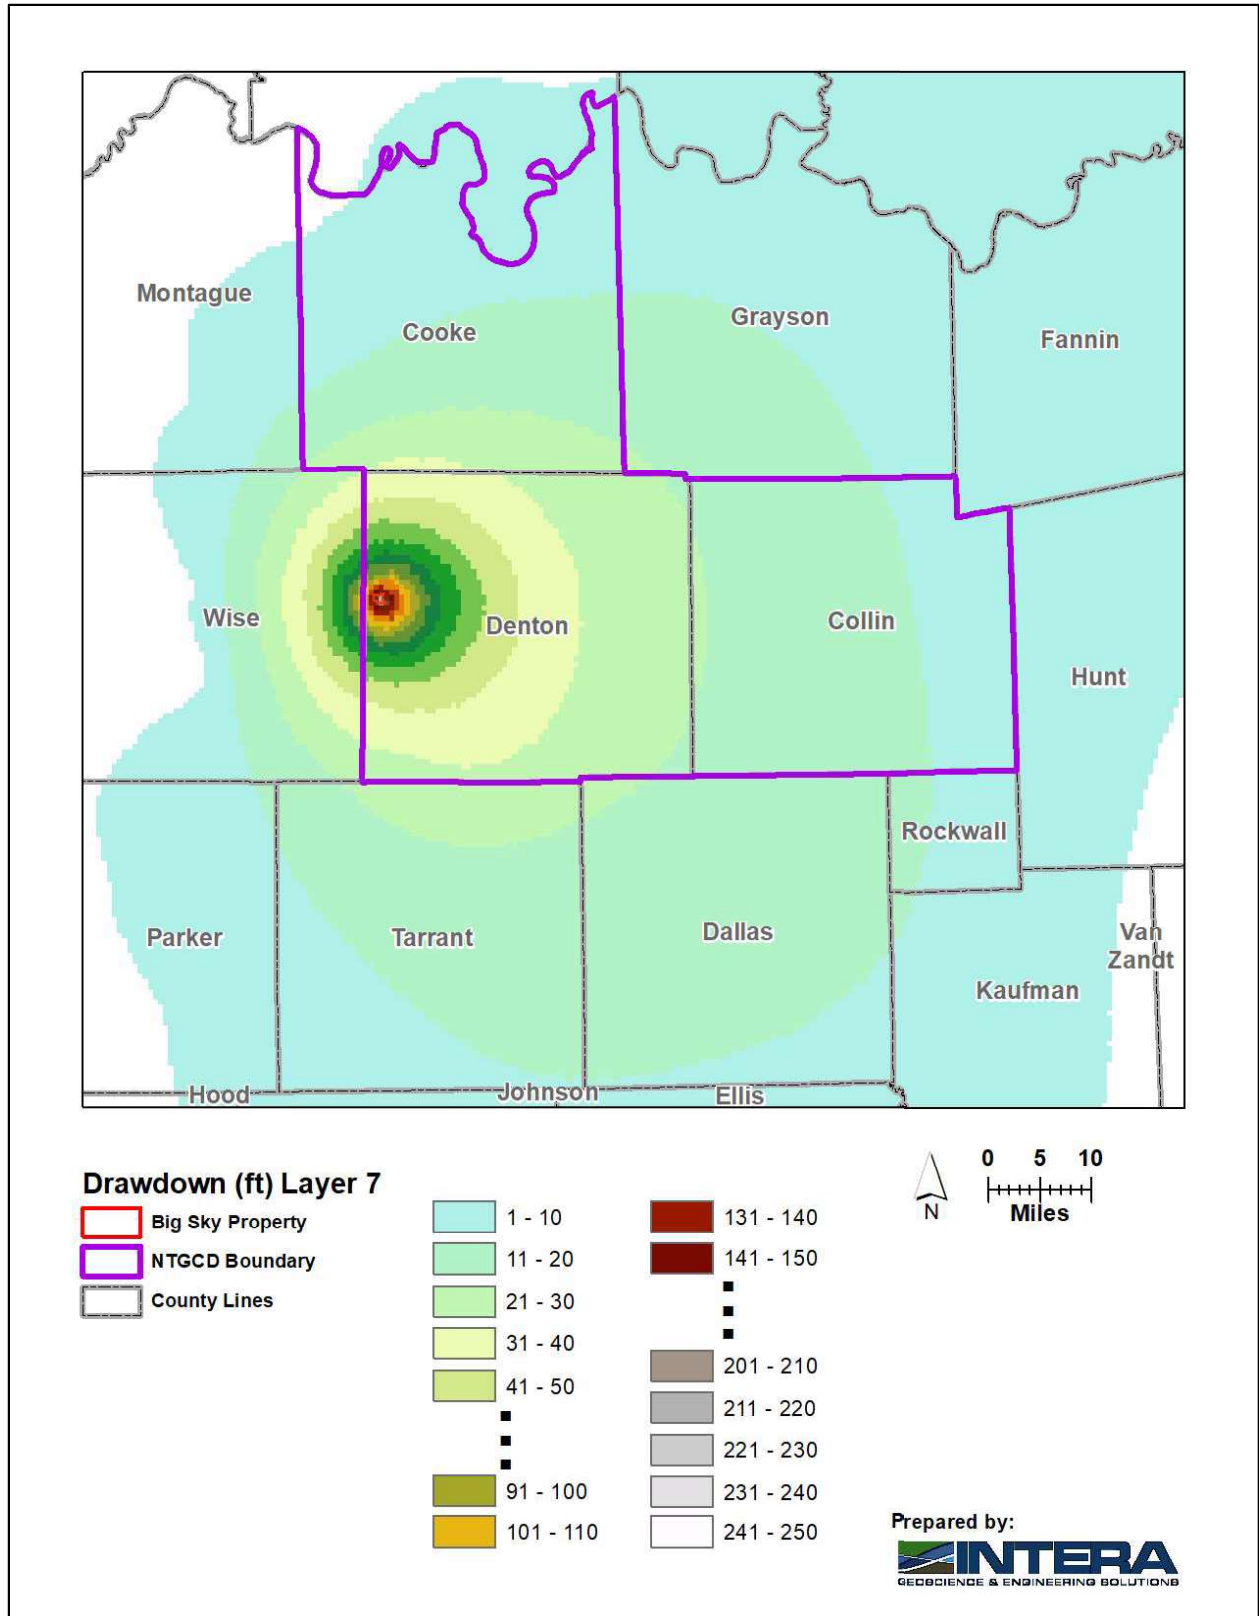 Montague
Cooke
Grayson
Fannin
Wise
Denton
Collin
Hunt
Rockwall
Parker
Tarrant
Dallas
Van
Zandt
Kaufman
Hood
Johnson
Ellis
Drawdown (ft) Layer 7
Big Sky Property
NTGCD Boundary
County Lines
1 - 10
11 - 20
21 - 30
31 - 40
41 - 50
91 - 100
101 - 110
131 - 140
141 - 150
201 - 210
211 - 220
221 - 230
231 - 240
241 - 250
N
0 5 10
Miles
Prepared by:
INTERA
GEOSCIENCE & ENGINEERING SOLUTIONS